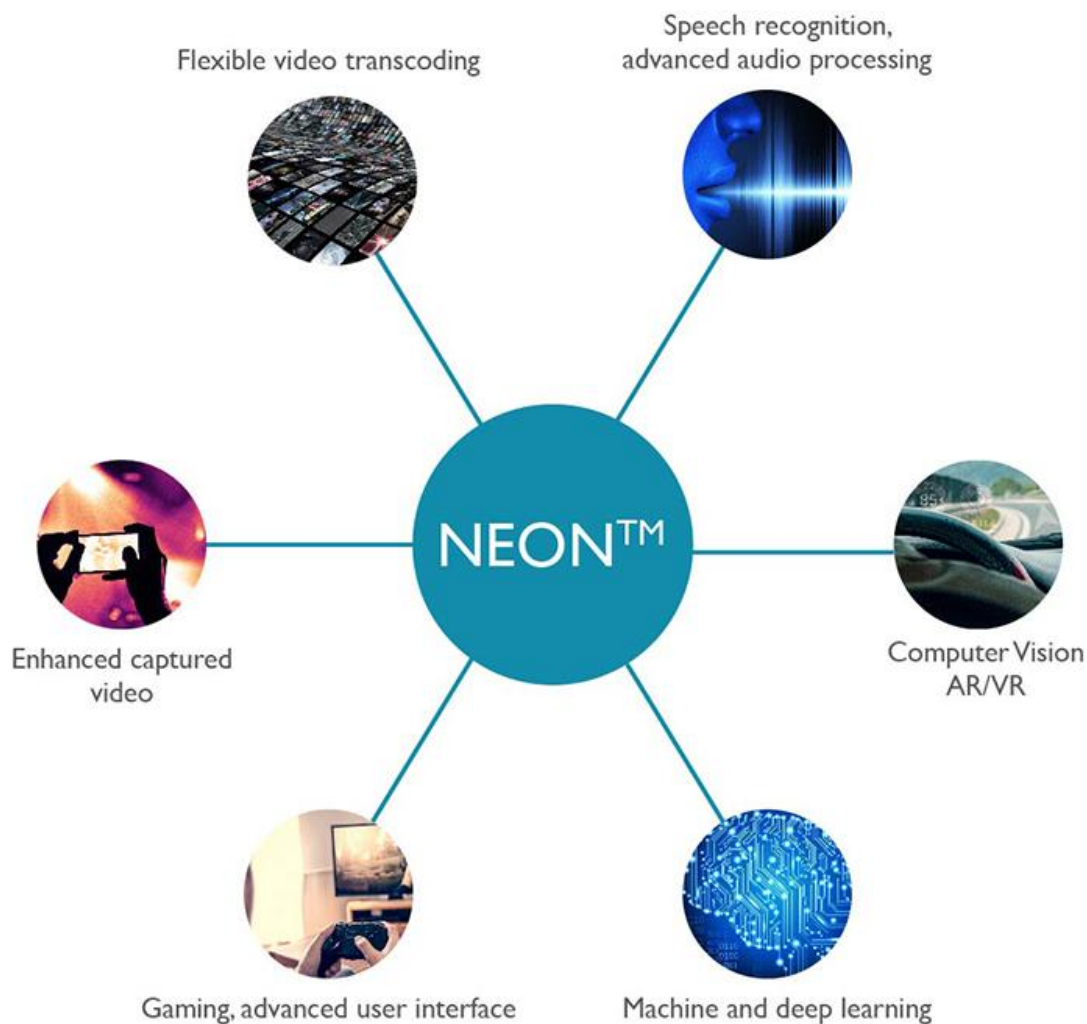 Flexible video transcoding
Speech recognition,
advanced audio processing
NEON™
Enhanced captured
video
Computer Vision
AR/VR
Gaming, advanced user interface
Machine and deep learning